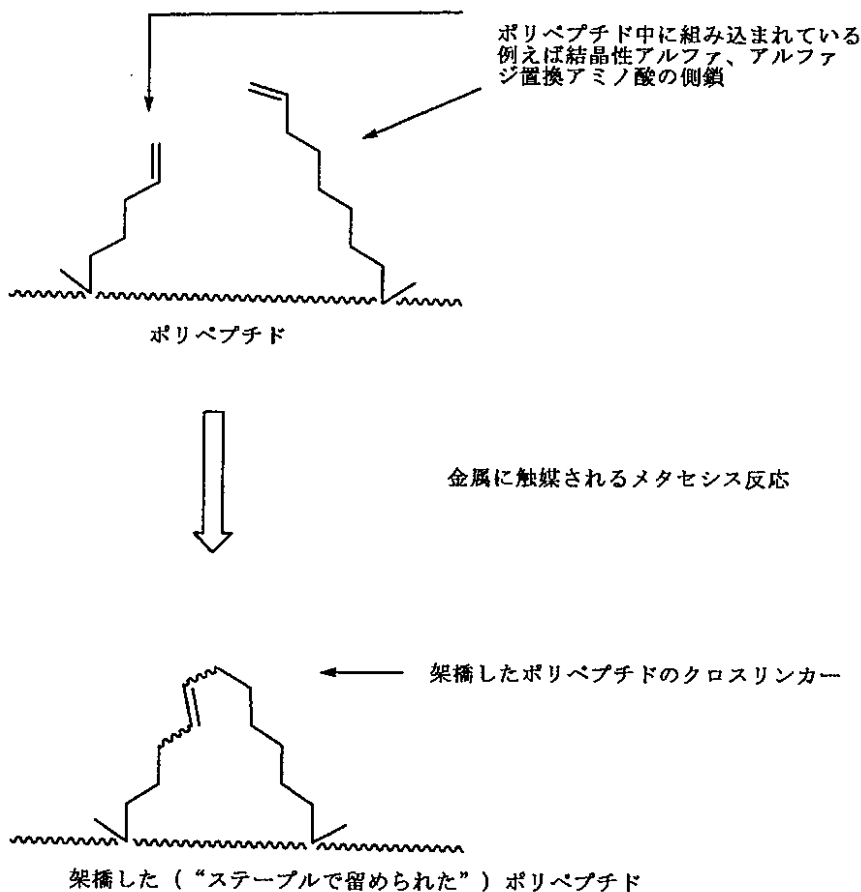 ポリペプチド中に組み込まれている
例えば結晶性アルファ、アルファ
ジ置換アミノ酸の側鎖
ポリペプチド
金属に触媒されるメタセシス反応
架橋したポリペプチドのクロスリンカー
架橋した（“ステープルで留められた”）ポリペプチド